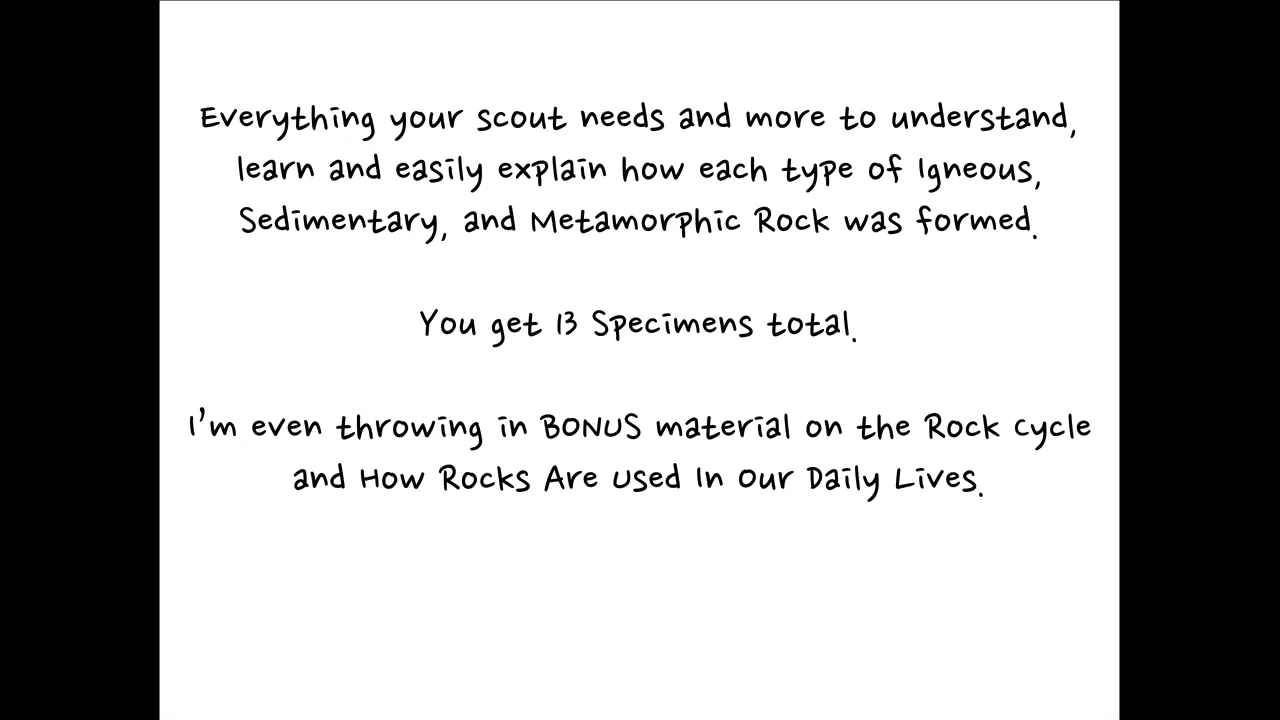 Everything your scout needs and more to understand,
learn and easily explain how each type of Igneous,
Sedimentary, and Metamorphic Rock was formed.
You get 13 Specimens total.
I'm even throwing in BONUS material on the Rock Cycle
and How Rocks Are Used In Our Daily Lives.